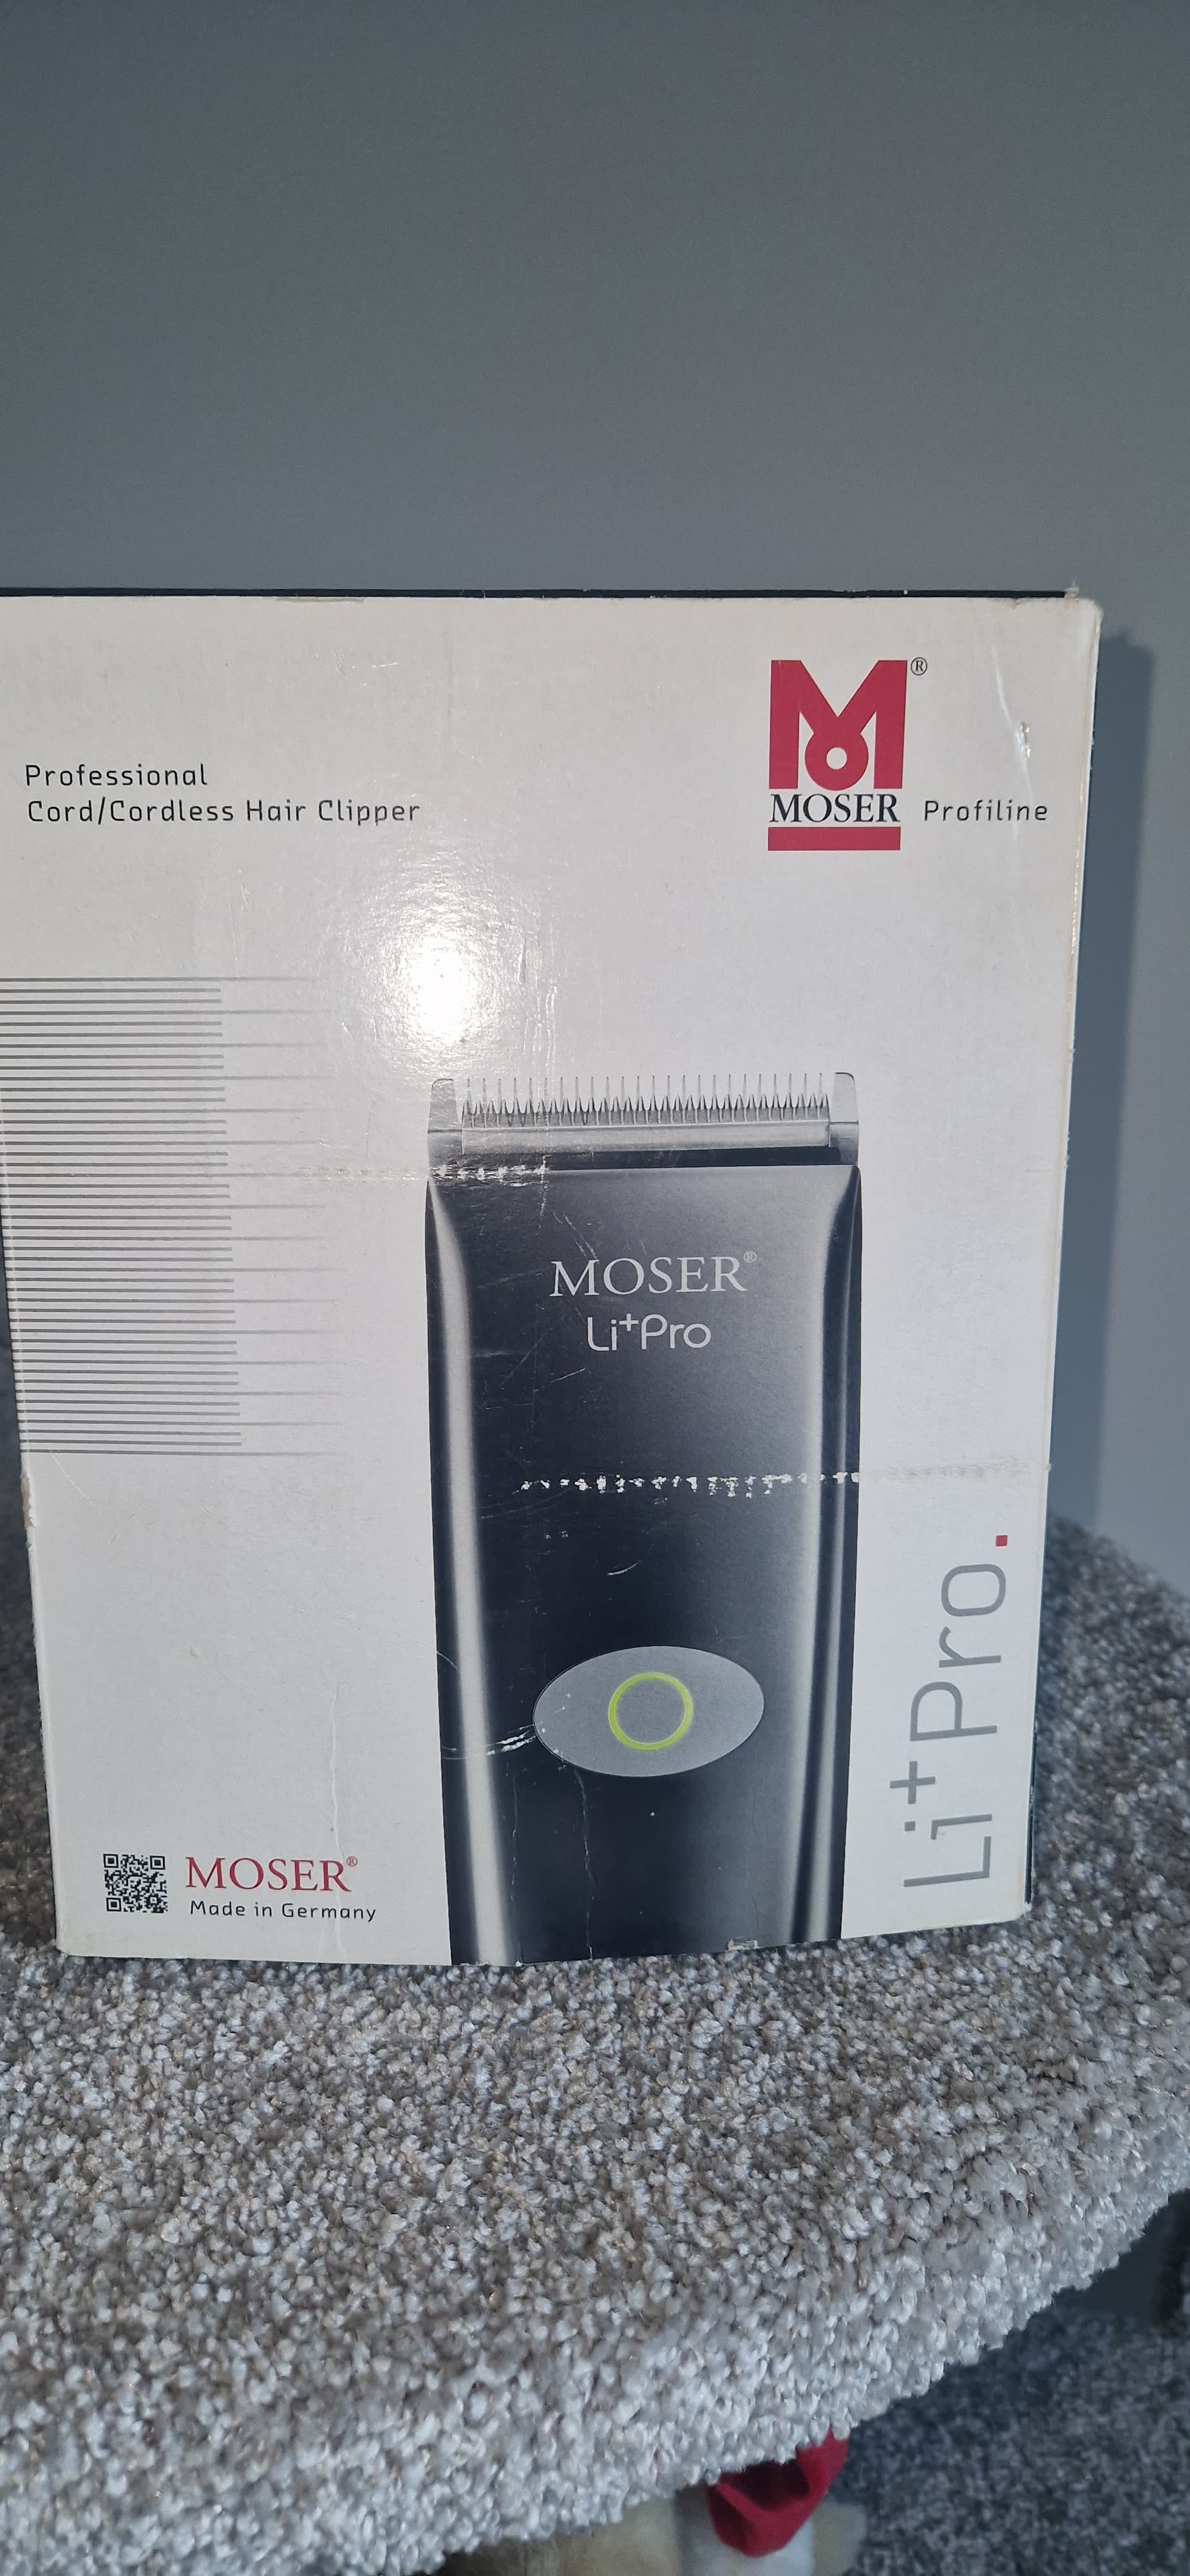 Professional
Cord/Cordless Hair Clipper
M®
MOSER Profiline
MOSER®
Li+Pro
Li+Pro.
MOSER®
Made in Germany